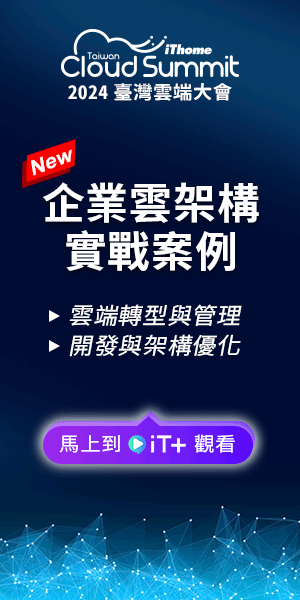 iThome
Taiwan
Cloud Summit
2024 臺灣雲端大會
New
企業雲架構
實戰案例
▶ 雲端轉型與管理
▶ 開發與架構優化
馬上到 iT+ 觀看